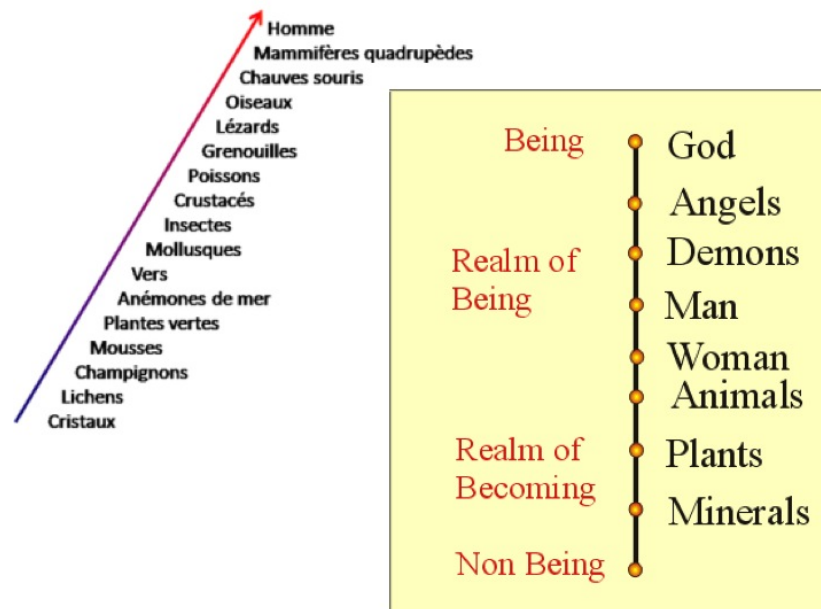 Homme
Mammifères quadrupèdes
Chauves souris
Oiseaux
Lézards
Grenouilles
Poissons
Crustacés
Insectes
Mollusques
Vers
Anémones de mer
Plantes vertes
Mousses
Champignons
Lichens
Cristaux
Being
God
Angels
Demons
Realm of
Being
Man
Woman
Animals
Realm of
Becoming
Plants
Minerals
Non Being